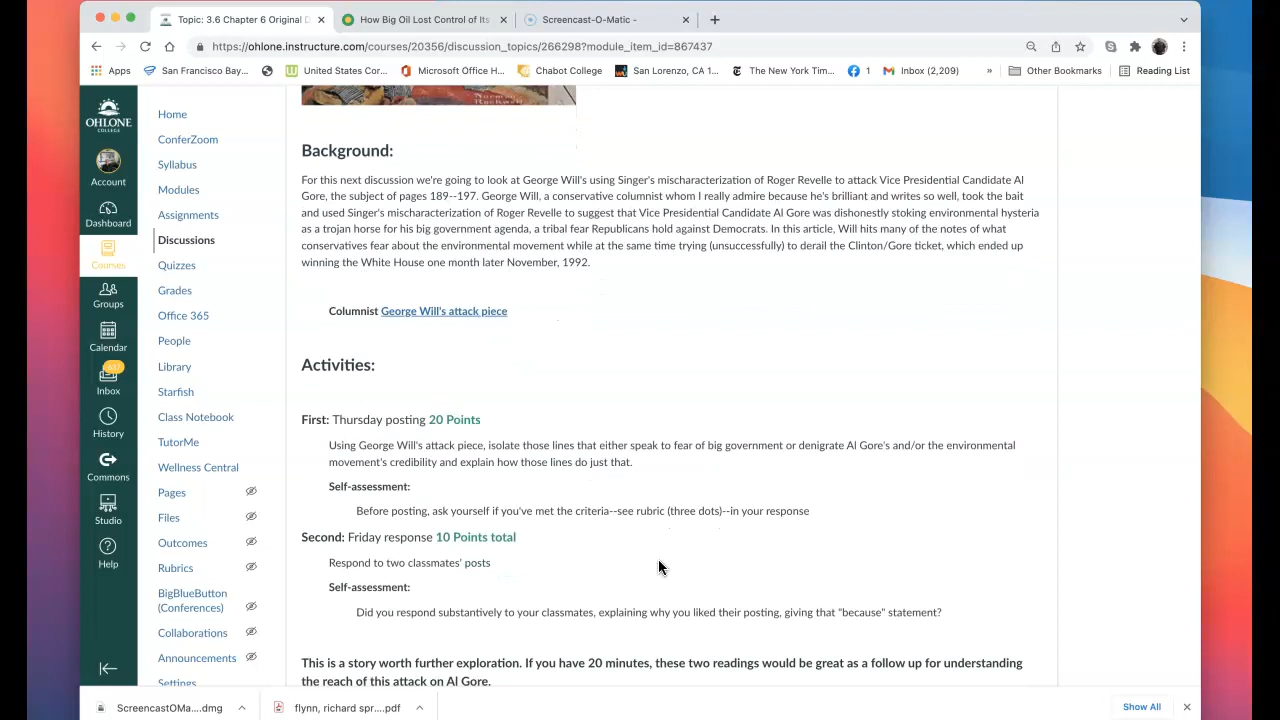 Topic: 3.6 Chapter 6 Original D
How Big Oil Lost Control of Its
Screencast-O-Matic -
https://ohlone.instructure.com/courses/20356/discussion_topics/266298?module_item_id=867437
Apps
San Francisco Bay...
United States Cor...
Microsoft Office H...
Chabot College
San Lorenzo, CA 1...
The New York Tim...
1
Inbox (2,209)
»
Other Bookmarks
Reading List
OHLONE
COLLEGE
Account
Dashboard
Courses
Groups
Calendar
Inbox
History
Commons
Studio
Help
Home
ConferZoom
Syllabus
Modules
Assignments
Discussions
Quizzes
Grades
Office 365
People
Library
Starfish
Class Notebook
TutorMe
Wellness Central
Pages
Files
Outcomes
Rubrics
BigBlueButton
(Conferences)
Collaborations
Announcements
Settings
Norman
Rockwell
Background:
For this next discussion we're going to look at George Will's using Singer's mischaracterization of Roger Revelle to attack Vice Presidential Candidate Al
Gore, the subject of pages 189--197. George Will, a conservative columnist whom I really admire because he's brilliant and writes so well, took the bait
and used Singer's mischaracterization of Roger Revelle to suggest that Vice Presidential Candidate Al Gore was dishonestly stoking environmental hysteria
as a trojan horse for his big government agenda, a tribal fear Republicans hold against Democrats. In this article, Will hits many of the notes of what
conservatives fear about the environmental movement while at the same time trying (unsuccessfully) to derail the Clinton/Gore ticket, which ended up
winning the White House one month later November, 1992.
Columnist George Will's attack piece
Activities:
First: Thursday posting 20 Points
Using George Will's attack piece, isolate those lines that either speak to fear of big government or denigrate Al Gore's and/or the environmental
movement's credibility and explain how those lines do just that.
Self-assessment:
Before posting, ask yourself if you've met the criteria--see rubric (three dots)--in your response
Second: Friday response 10 Points total
Respond to two classmates' posts
Self-assessment:
Did you respond substantively to your classmates, explaining why you liked their posting, giving that "because" statement?
This is a story worth further exploration. If you have 20 minutes, these two readings would be great as a follow up for understanding
the reach of this attack on Al Gore.
ScreencastOMa....dmg
flynn, richard spr....pdf
Show All